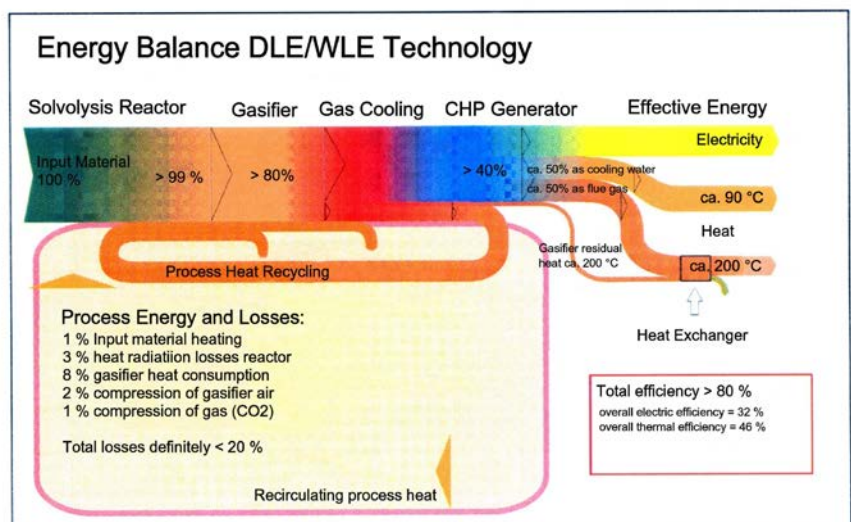 Energy Balance DLE/WLE Technology
Solvolysis Reactor
Gasifier
Gas Cooling
CHP Generator
Effective Energy
Input Material
100 %
> 99 %
> 80%
> 40%
ca. 50% as cooling water
ca. 50% as flue gas
Electricity
ca. 90 °C
Heat
ca. 200 °C
Gasifier residual
heat ca. 200 °C
Heat Exchanger
Process Heat Recycling
Process Energy and Losses:
1 % Input material heating
3 % heat radiatiion losses reactor
8 % gasifier heat consumption
2 % compression of gasifier air
1 % compression of gas (CO2)
Total losses definitely < 20 %
Recirculating process heat
Total efficiency > 80 %
overall electric efficiency = 32 %
overall thermal efficiency = 46 %